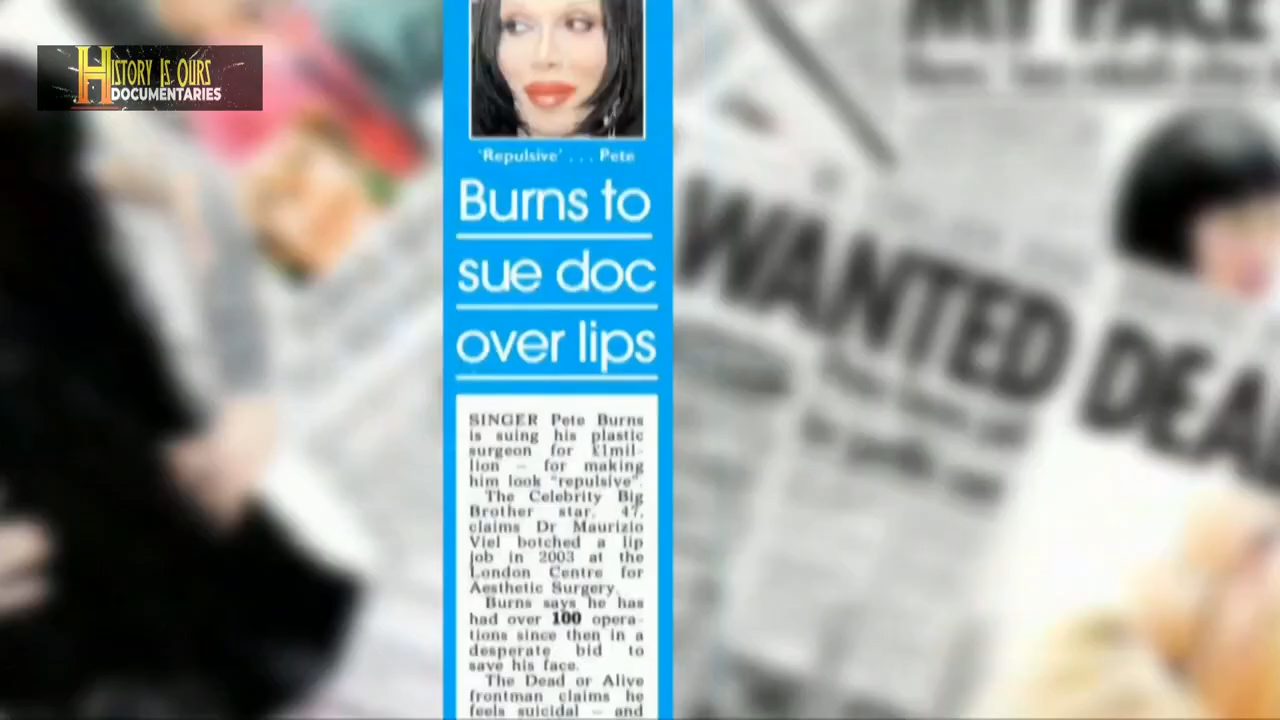 HISTORY IS OURS
DOCUMENTARIES
MY FACE
'Repulsive' . . . Pete
Burns to
sue doc
over lips
WANTED DEA
SINGER Pete Burns
is suing his plastic
surgeon for £1mil-
lion – for making
him look "repulsive".
The Celebrity Big
Brother star, 47,
claims Dr Maurizio
Viel botched a lip
job in 2003 at the
London Centre for
Aesthetic Surgery.
Burns says he has
had over 100 opera-
tions since then in a
desperate bid to
save his face.
The Dead or Alive
frontman claims he
feels suicidal – and